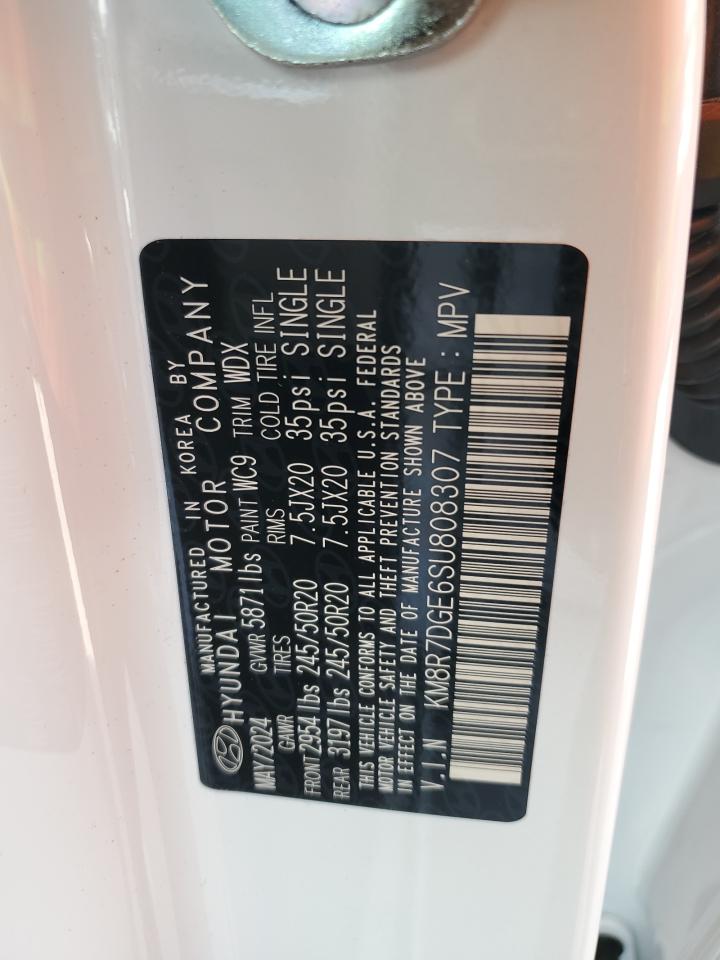 MANUFACTURED IN KOREA BY
HYUNDAI MOTOR COMPANY
MAY/2024 GVWR 5871lbs PAINT WC9 TRIM WDX
GAWR TIRES RIMS COLD TIRE INFL
FRONT 2954lbs 245/50R20 7.5JX20 35psi SINGLE
REAR 3197lbs 245/50R20 7.5JX20 35psi SINGLE
THIS VEHICLE CONFORMS TO ALL APPLICABLE U.S.A. FEDERAL
MOTOR VEHICLE SAFETY AND THEFT PREVENTION STANDARDS
IN EFFECT ON THE DATE OF MANUFACTURE SHOWN ABOVE
V.I.N KM8R7DGE6SU808307 TYPE : MPV